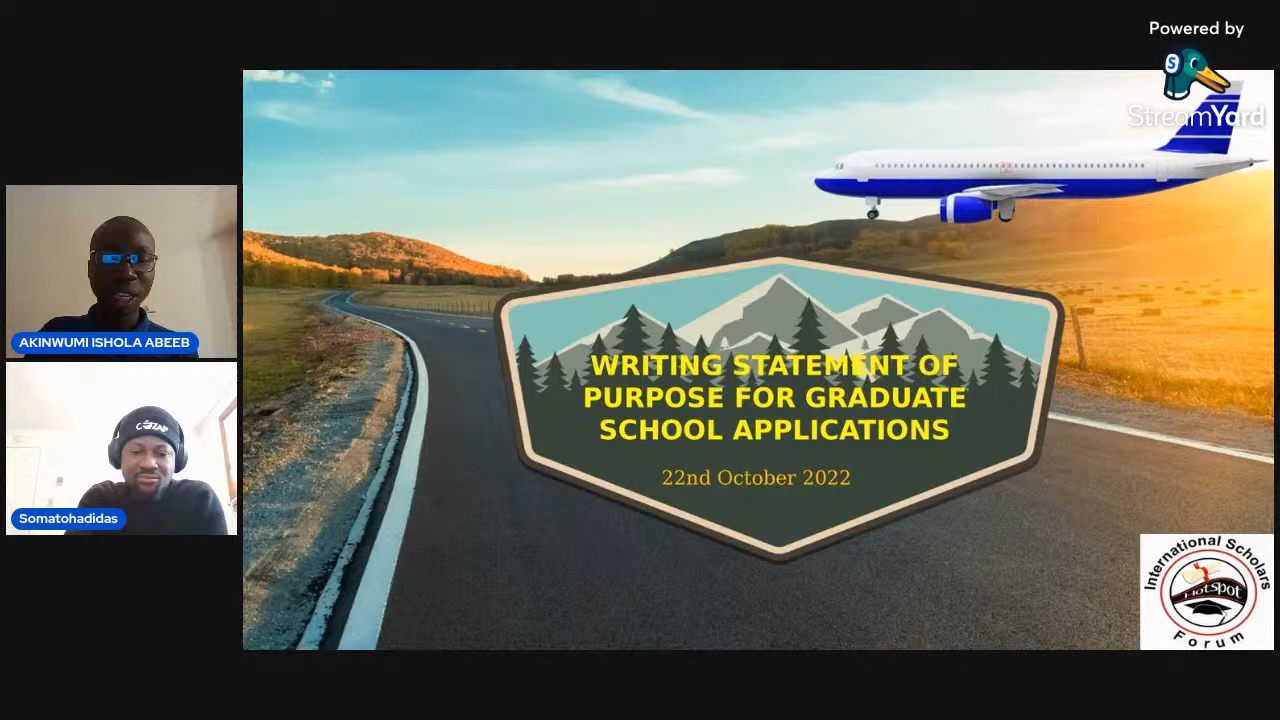 Powered by
StreamYard
AKINWUMI ISHOLA ABEEB
Somatohadidas
WRITING STATEMENT OF
PURPOSE FOR GRADUATE
SCHOOL APPLICATIONS
22nd October 2022
International Scholars
Hotspot
Forum